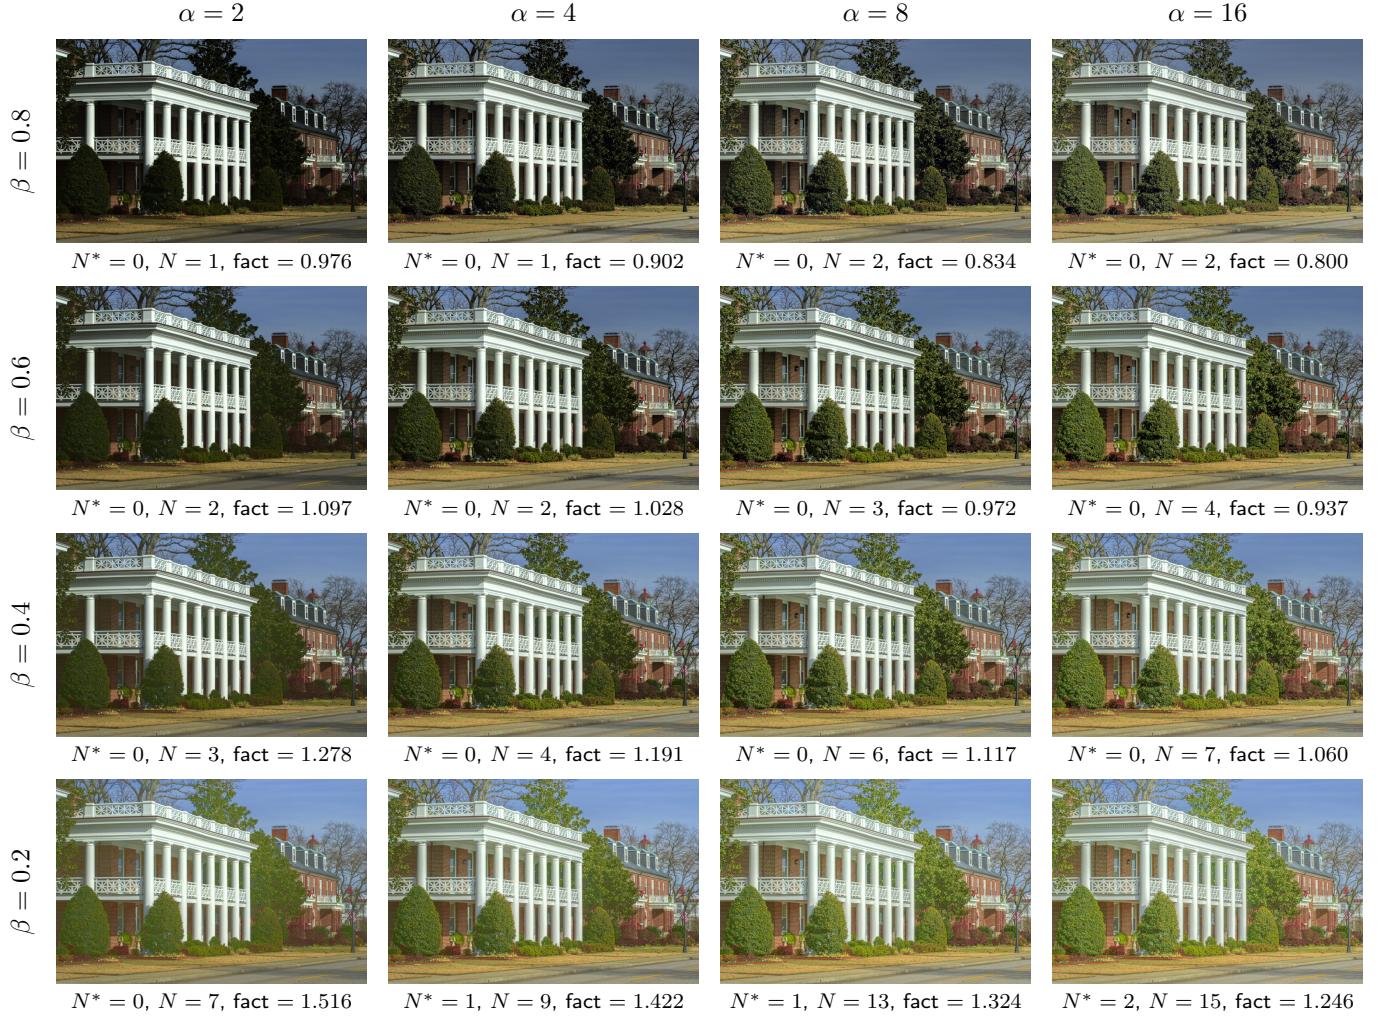 α = 2 α = 4 α = 8 α = 16
β = 0.8
N* = 0, N = 1, fact = 0.976 N* = 0, N = 1, fact = 0.902 N* = 0, N = 2, fact = 0.834 N* = 0, N = 2, fact = 0.800
β = 0.6
N* = 0, N = 2, fact = 1.097 N* = 0, N = 2, fact = 1.028 N* = 0, N = 3, fact = 0.972 N* = 0, N = 4, fact = 0.937
β = 0.4
N* = 0, N = 3, fact = 1.278 N* = 0, N = 4, fact = 1.191 N* = 0, N = 6, fact = 1.117 N* = 0, N = 7, fact = 1.060
β = 0.2
N* = 0, N = 7, fact = 1.516 N* = 1, N = 9, fact = 1.422 N* = 1, N = 13, fact = 1.324 N* = 2, N = 15, fact = 1.246